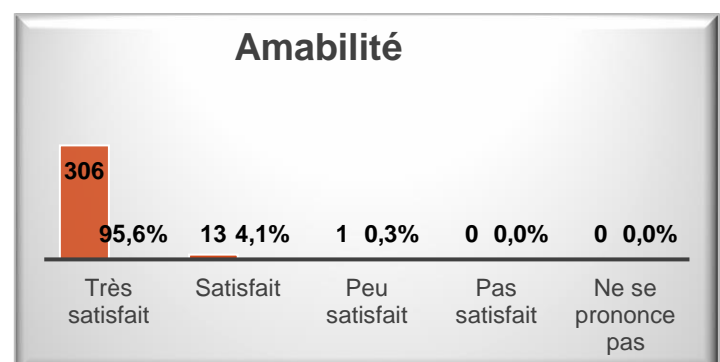 Amabilité
306
95,6% 13 4,1% 1 0,3% 0 0,0% 0 0,0%
Très satisfait
Satisfait
Peu satisfait
Pas satisfait
Ne se prononce pas